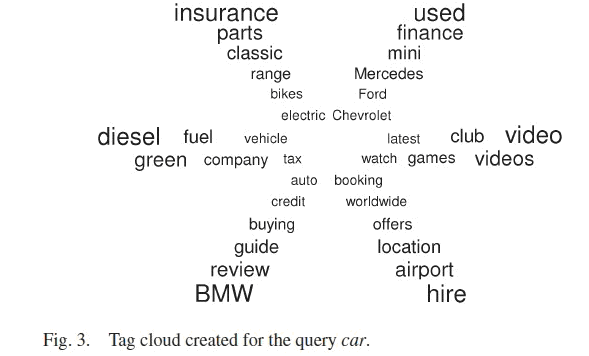 insurance used
parts finance
classic mini
range Mercedes
bikes Ford
electric Chevrolet
diesel fuel vehicle latest club video
green company tax watch games videos
auto booking
credit worldwide
buying offers
guide location
review airport
BMW hire
Fig. 3. Tag cloud created for the query car.